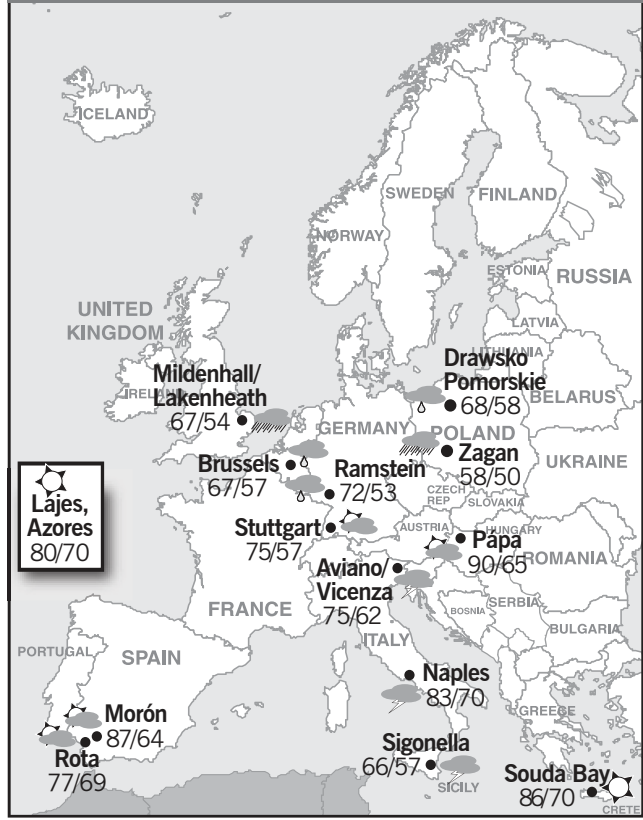 ICELAND
SWEDEN
FINLAND
NORWAY
ESTONIA
RUSSIA
UNITED
KINGDOM
LATVIA
LITHUANIA
Drawsko
Pomorskie
68/58
BELARUS
Mildenhall/
Lakenheath
67/54
IRELAND
GERMANY
POLAND
Zagan
58/50
UKRAINE
Brussels
67/57
Ramstein
72/53
Lajes,
Azores
80/70
CZECH
REP
SLOVAKIA
Stuttgart
75/57
AUSTRIA
HUNGARY
Pápa
90/65
ROMANIA
Aviano/
Vicenza
75/62
FRANCE
BOSNIA
SERBIA
BULGARIA
ITALY
PORTUGAL
SPAIN
Naples
83/70
GREECE
Morón
87/64
Rota
77/69
Sigonella
66/57
SICILY
Souda Bay
86/70
CRETE